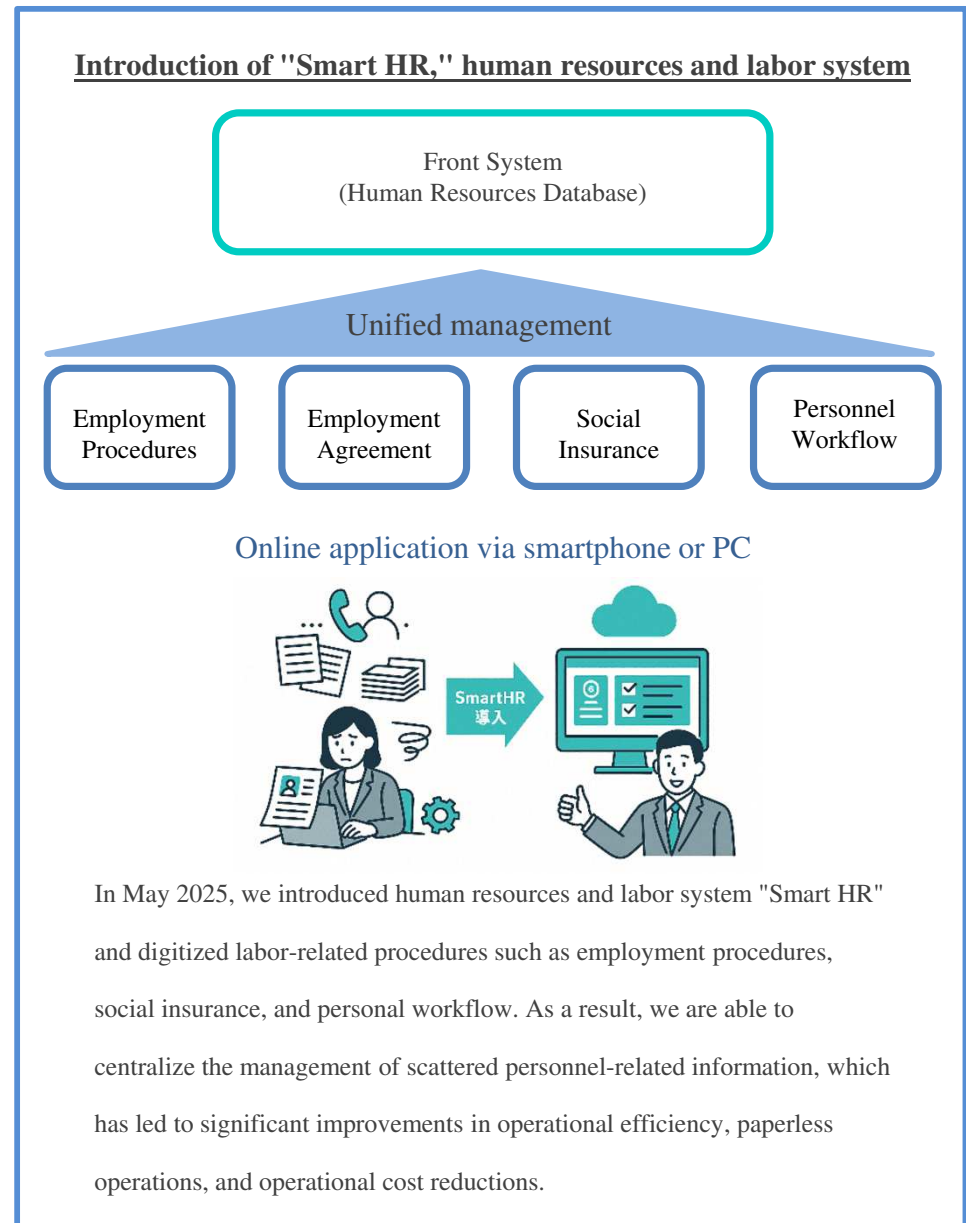 Introduction of "Smart HR," human resources and labor system
Front System
(Human Resources Database)
Unified management
Employment
Procedures
Employment
Agreement
Social
Insurance
Personnel
Workflow
Online application via smartphone or PC
SmartHR
導入
In May 2025, we introduced human resources and labor system "Smart HR"
and digitized labor-related procedures such as employment procedures,
social insurance, and personal workflow. As a result, we are able to
centralize the management of scattered personnel-related information, which
has led to significant improvements in operational efficiency, paperless
operations, and operational cost reductions.